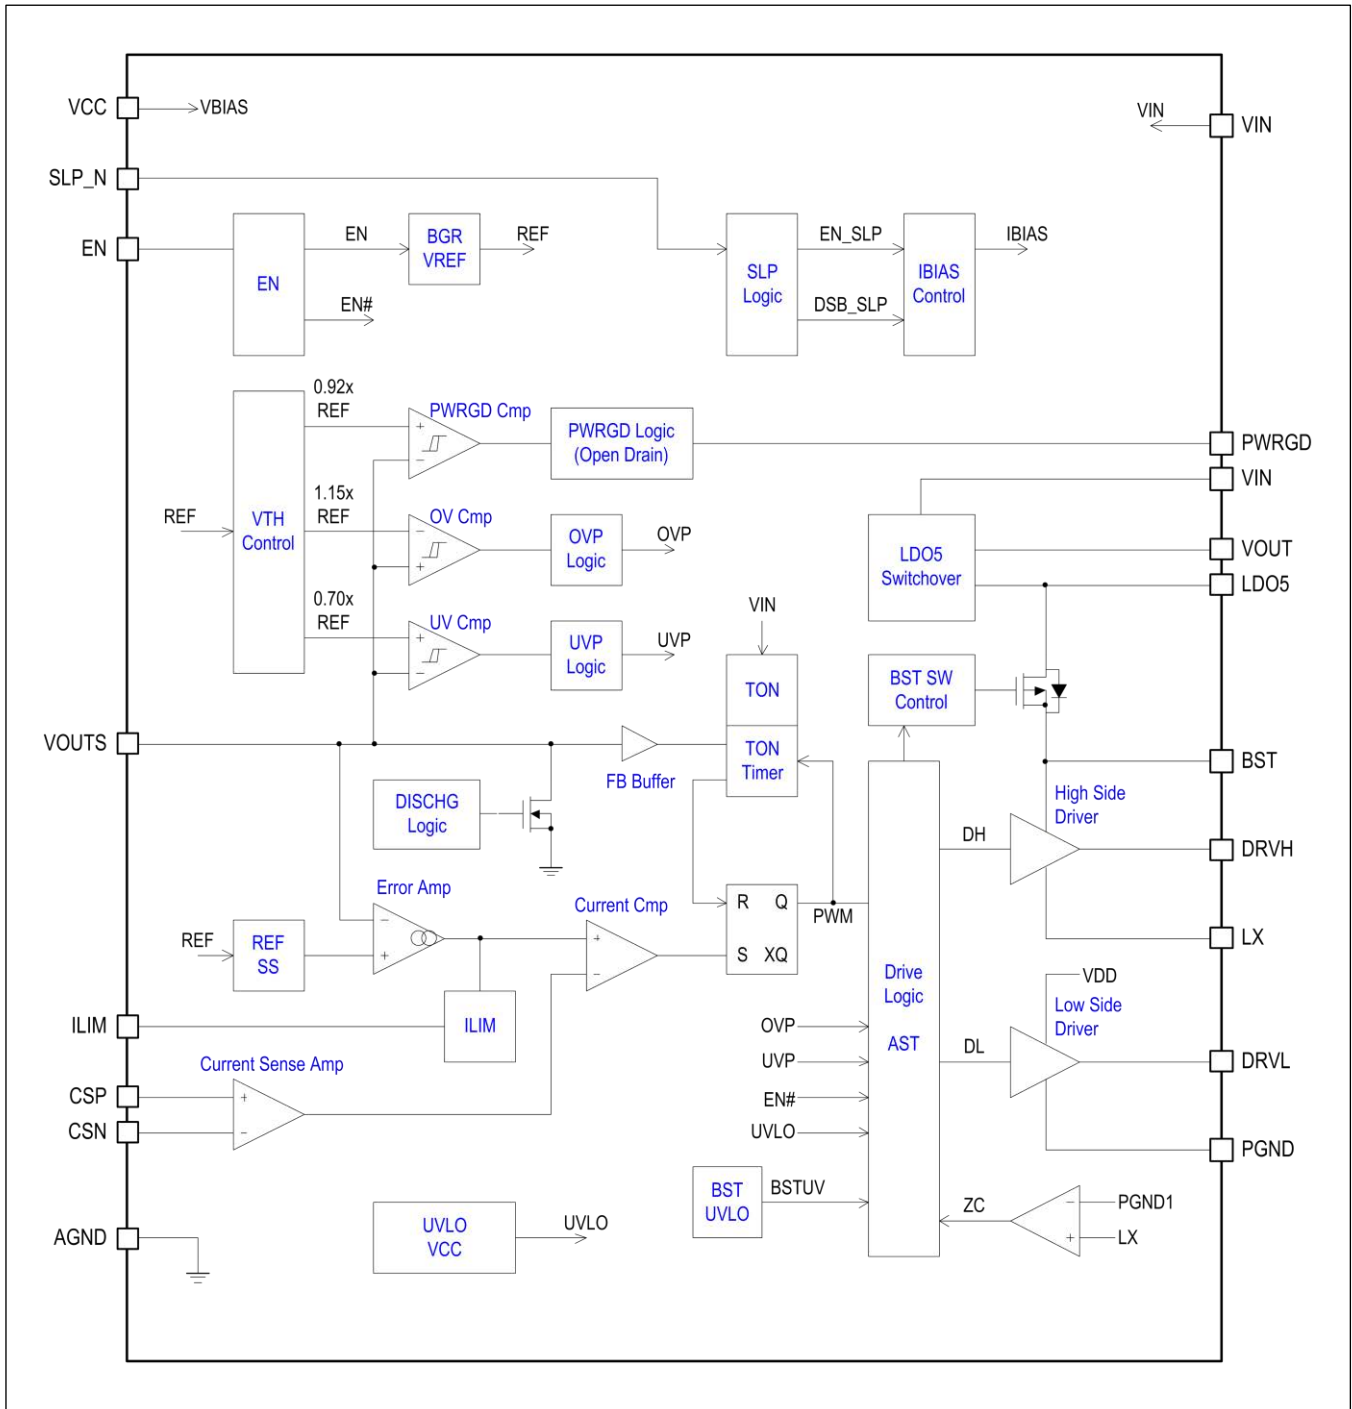 VCC
VBIAS
VIN
VIN
SLP_N
EN
EN
EN
EN#
BGR
VREF
REF
SLP
Logic
EN_SLP
DSB_SLP
IBIAS
Control
IBIAS
REF
VTH
Control
0.92x
REF
1.15x
REF
0.70x
REF
PWRGD Cmp
+
−
PWRGD Logic
(Open Drain)
PWRGD
OV Cmp
−
+
OVP
Logic
OVP
UV Cmp
+
−
UVP
Logic
UVP
VIN
LDO5
Switchover
VOUT
LDO5
VIN
TON
TON
Timer
BST SW
Control
VOUTS
FB Buffer
BST
DISCHG
Logic
High Side
Driver
DH
DRVH
Error Amp
−
+
REF
REF
SS
Current Cmp
+
−
R
Q
S
XQ
PWM
LX
ILIM
ILIM
Drive
Logic
AST
VDD
Low Side
Driver
DL
DRVL
OVP
UVP
EN#
UVLO
Current Sense Amp
CSP
CSN
+
−
PGND
BST
UVLO
BSTUV
ZC
−
+
PGND1
LX
AGND
UVLO
VCC
UVLO